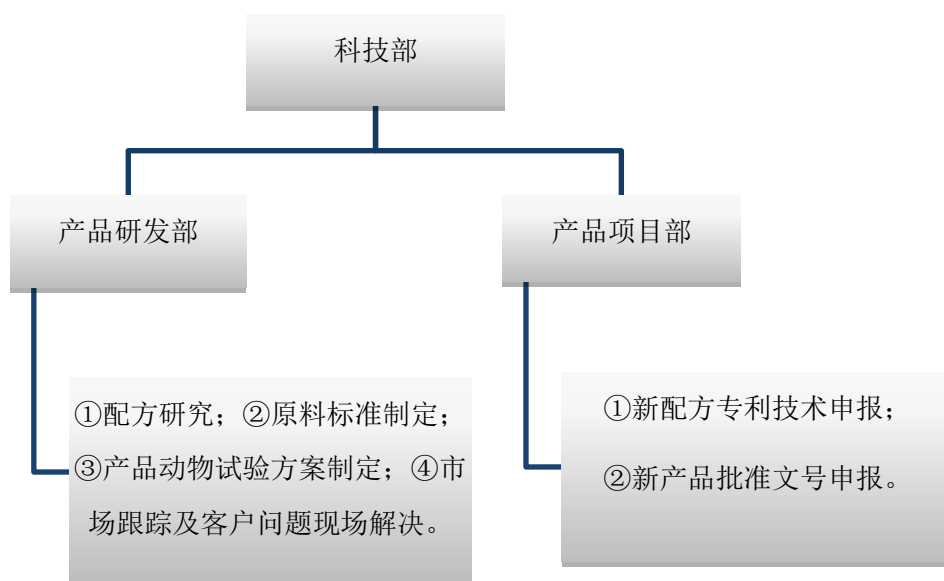 科技部
产品研发部
产品项目部
①配方研究；②原料标准制定；
③产品动物试验方案制定；④市
场跟踪及客户问题现场解决。
①新配方专利技术申报；
②新产品批准文号申报。